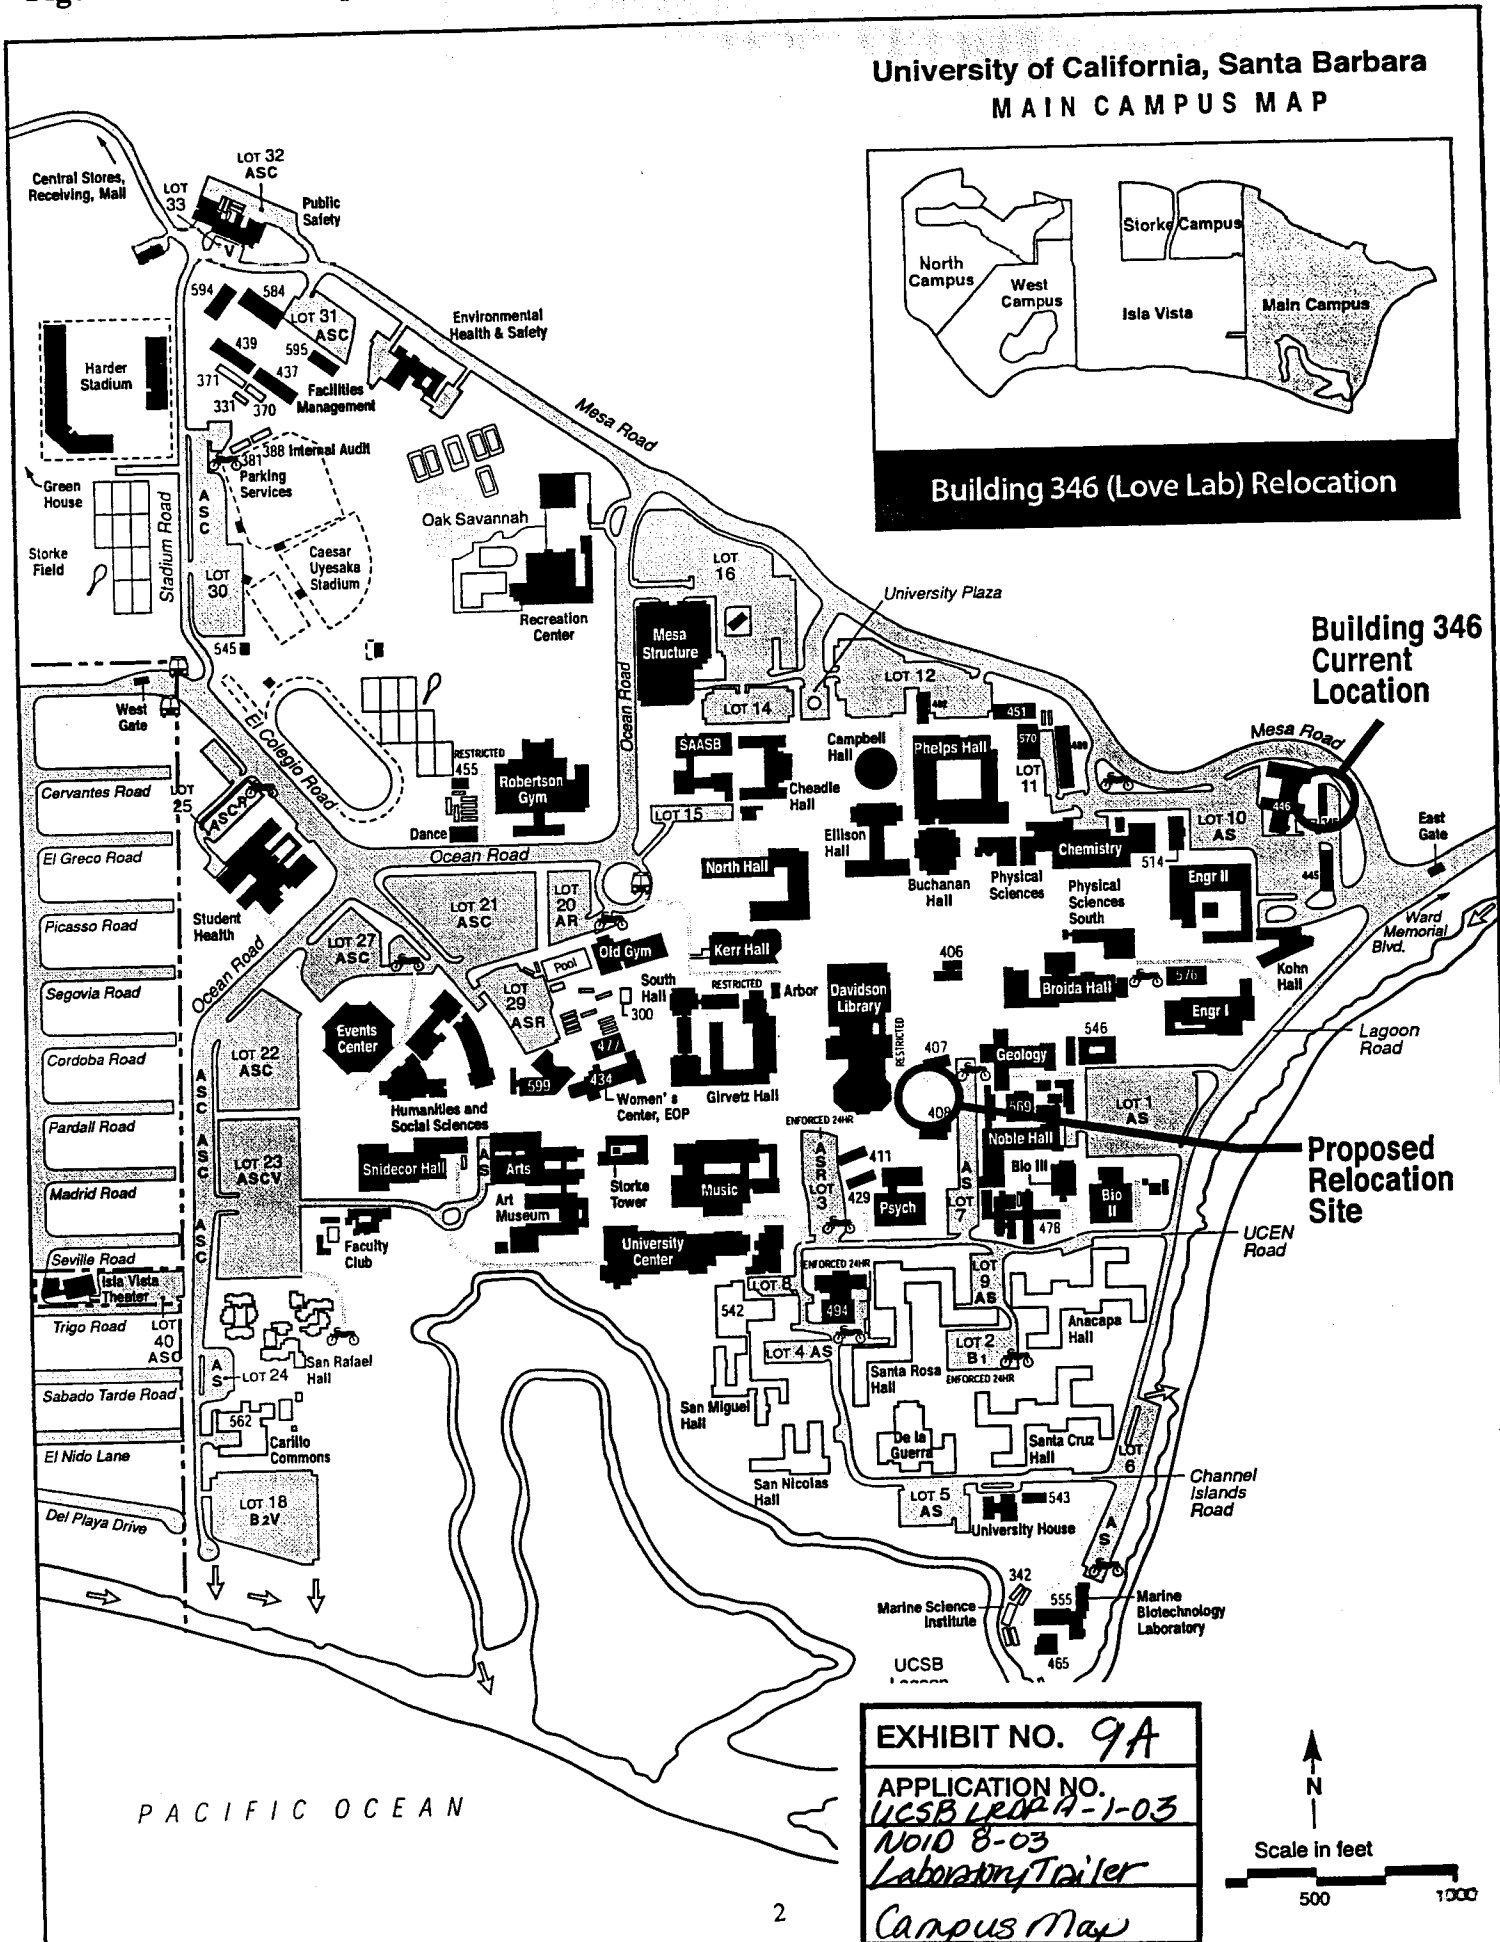 University of California, Santa Barbara
MAIN CAMPUS MAP
North
Campus
West
Campus
Storke Campus
Isla Vista
Main Campus
Building 346 (Love Lab) Relocation
Central Stores,
Receiving, Mail
LOT
33
LOT 32
ASC
Public
Safety
V
594
584
LOT 31
ASC
Environmental
Health & Safety
439
595
437
371
331
370
Facilities
Management
Harder
Stadium
Mesa Road
388 Internal Audit
381
Parking
Services
Green
House
Storke
Field
Stadium Road
ASC
LOT
30
Caesar
Uyesaka
Stadium
Oak Savannah
Recreation
Center
LOT
16
University Plaza
Mesa
Structure
Building 346
Current
Location
545
West
Gate
El Colegio Road
Ocean Road
LOT 14
LOT 12
451
570
LOT
11
Mesa Road
RESTRICTED
455
Robertson
Gym
SAASB
Cheadle
Hall
Campbell
Hall
Phelps Hall
Cervantes Road
LOT
25
ASC-R
Dance
LOT 15
Ellison
Hall
LOT 10
AS
446
East
Gate
El Greco Road
Ocean Road
North Hall
Buchanan
Hall
Physical
Sciences
Chemistry
514
Physical
Sciences
South
Engr II
445
Picasso Road
Student
Health
LOT 21
ASC
LOT
20
AR
Ward
Memorial
Blvd.
LOT 27
ASC
Ocean Road
Pool
Old Gym
Kerr Hall
406
Broida Hall
576
Kohn
Hall
Segovia Road
LOT
29
ASR
South
Hall
300
RESTRICTED
Arbor
Davidson
Library
RESTRICTED
Engr I
Lagoon
Road
Events
Center
Cordoba Road
LOT 22
ASC
ASC
477
599
434
Women's
Center, EOP
Girvetz Hall
407
408
Geology
546
569
Noble Hall
LOT 1
AS
Humanities and
Social Sciences
Pardall Road
ASC
LOT 23
ASCV
Snidecor Hall
AS
Arts
Storke
Tower
Music
ENFORCED 24HR
ASR
LOT
3
411
429
Psych
AS
LOT
7
Bio III
Bio
II
478
Proposed
Relocation
Site
Madrid Road
Art
Museum
ASC
Faculty
Club
University
Center
UCEN
Road
Seville Road
Isla Vista
Theater
LOT 8
ENFORCED 24HR
494
LOT
9
AS
542
Anacapa
Hall
Trigo Road
LOT
40
ASC
LOT 4 AS
LOT 2
B1
ENFORCED 24HR
Santa Rosa
Hall
San Rafael
Hall
AS
LOT 24
Sabado Tarde Road
San Miguel
Hall
562
Carillo
Commons
De la
Guerra
Santa Cruz
Hall
LOT
6
El Nido Lane
San Nicolas
Hall
Channel
Islands
Road
LOT 18
B2V
LOT 5
AS
543
University House
AS
Del Playa Drive
342
Marine Science
Institute
555
Marine
Biotechnology
Laboratory
465
UCSB
Lagoon
PACIFIC OCEAN
EXHIBIT NO. 9A
APPLICATION NO.
UCSB LRDPA-1-03
NOID 8-03
Laboratory Trailer
Campus Map
N
Scale in feet
500
1000
2